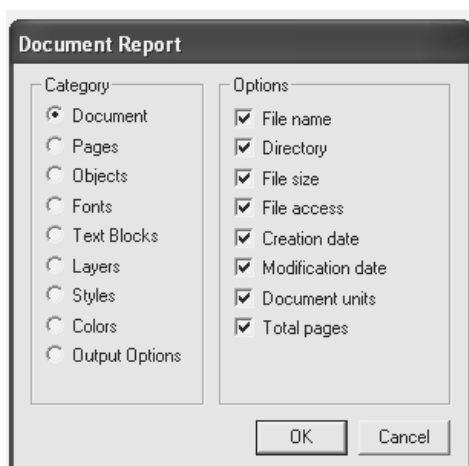 Document Report
Category
Document
Pages
Objects
Fonts
Text Blocks
Layers
Styles
Colors
Output Options
Options
File name
Directory
File size
File access
Creation date
Modification date
Document units
Total pages
OK
Cancel